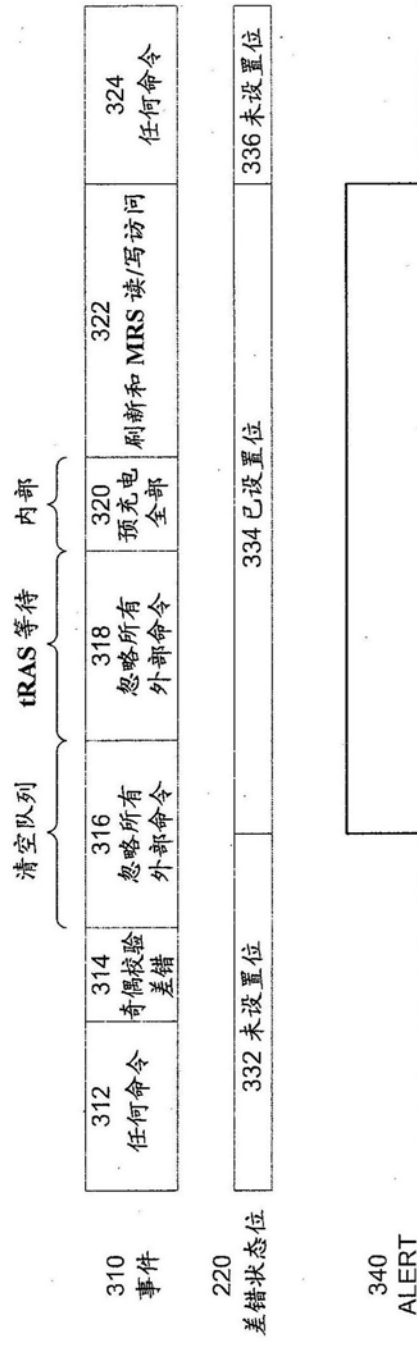 清空队列
tRAS 等待
内部
310
事件
312
任何命令
314
奇偶校验
差错
316
忽略所有
外部命令
318
忽略所有
外部命令
320
预充电
全部
322
刷新和 MRS 读/写访问
324
任何命令
220
差错状态位
332 未设置位
334 已设置位
336 未设置位
340
ALERT